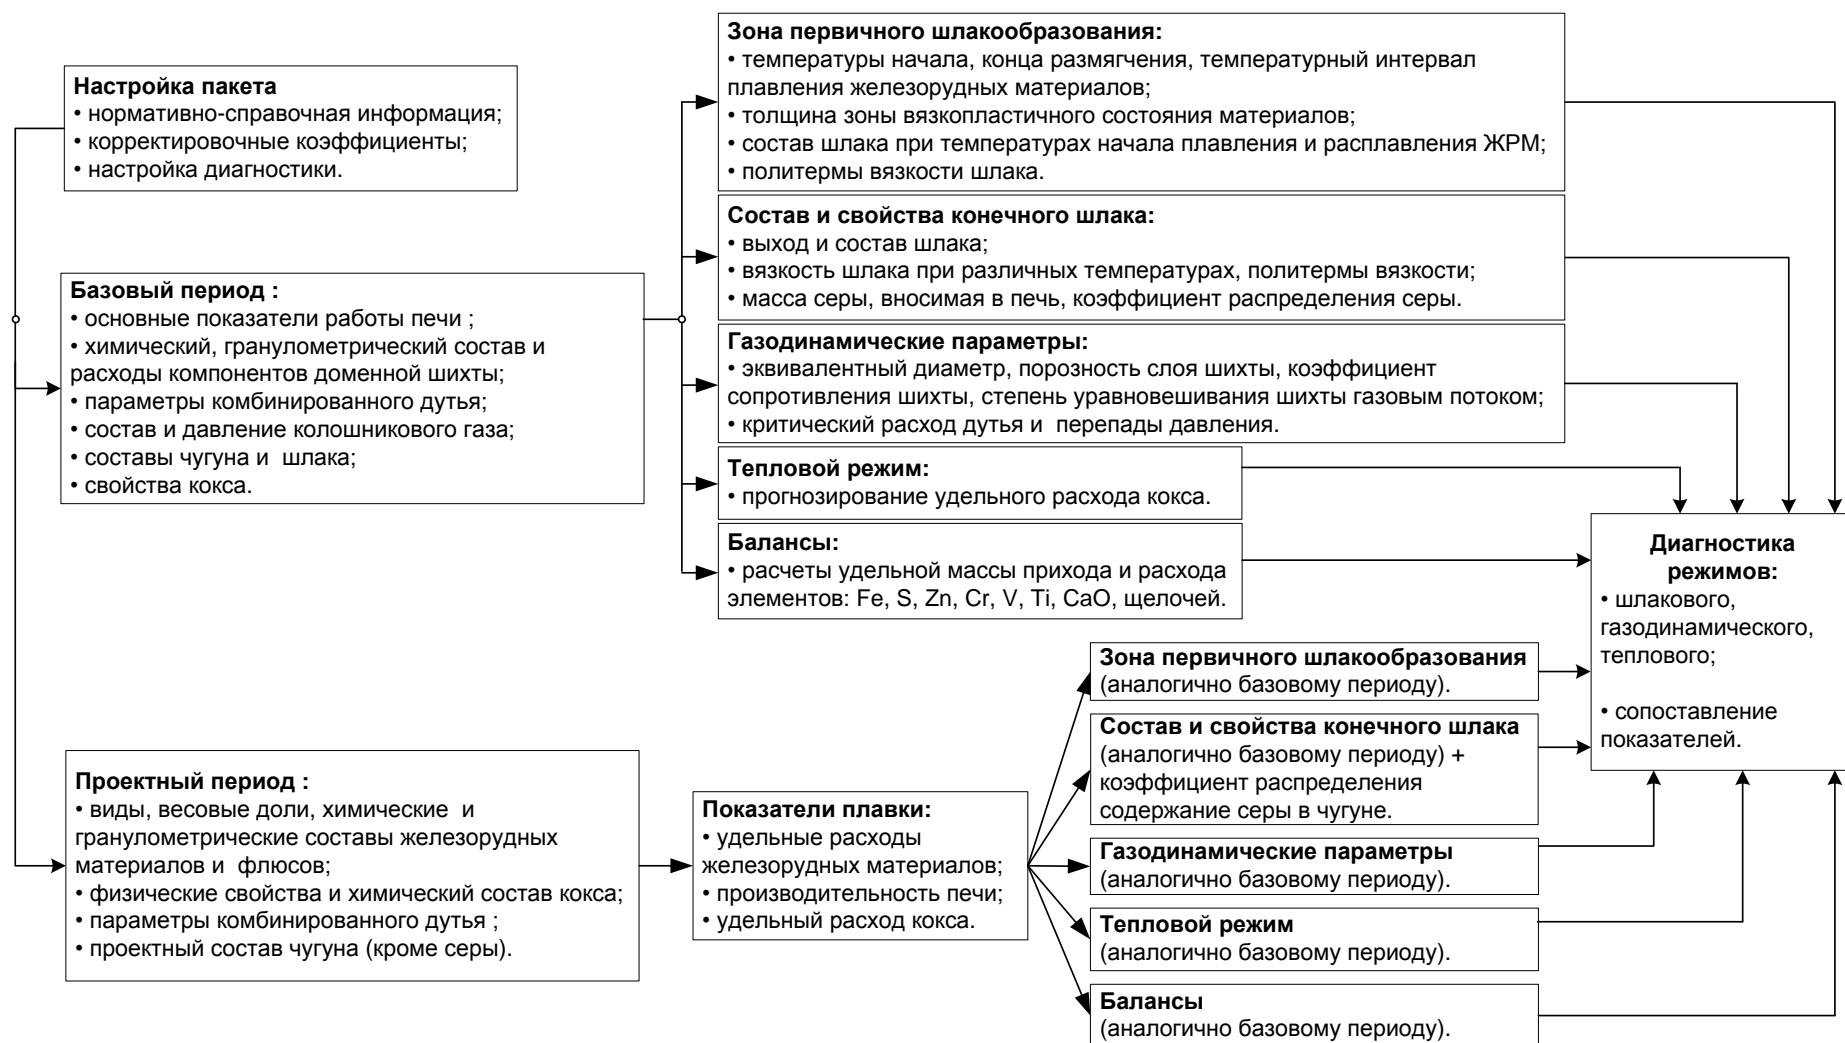 Настройка пакета
• нормативно-справочная информация;
• корректировочные коэффициенты;
• настройка диагностики.
Базовый период :
• основные показатели работы печи ;
• химический, гранулометрический состав и
расходы компонентов доменной шихты;
• параметры комбинированного дутья;
• состав и давление колошникового газа;
• составы чугуна и шлака;
• свойства кокса.
Зона первичного шлакообразования:
• температуры начала, конца размягчения, температурный интервал
плавления железорудных материалов;
• толщина зоны вязкопластичного состояния материалов;
• состав шлака при температурах начала плавления и расплавления ЖРМ;
• политермы вязкости шлака.
Состав и свойства конечного шлака:
• выход и состав шлака;
• вязкость шлака при различных температурах, политермы вязкости;
• масса серы, вносимая в печь, коэффициент распределения серы.
Газодинамические параметры:
• эквивалентный диаметр, порозность слоя шихты, коэффициент
сопротивления шихты, степень уравновешивания шихты газовым потоком;
• критический расход дутья и перепады давления.
Тепловой режим:
• прогнозирование удельного расхода кокса.
Балансы:
• расчеты удельной массы прихода и расхода
элементов: Fe, S, Zn, Cr, V, Ti, CaO, щелочей.
Проектный период :
• виды, весовые доли, химические и
гранулометрические составы железорудных
материалов и флюсов;
• физические свойства и химический состав кокса;
• параметры комбинированного дутья ;
• проектный состав чугуна (кроме серы).
Показатели плавки:
• удельные расходы
железорудных материалов;
• производительность печи;
• удельный расход кокса.
Зона первичного шлакообразования
(аналогично базовому периоду).
Состав и свойства конечного шлака
(аналогично базовому периоду) +
коэффициент распределения
содержание серы в чугуне.
Газодинамические параметры
(аналогично базовому периоду).
Тепловой режим
(аналогично базовому периоду).
Балансы
(аналогично базовому периоду).
Диагностика
режимов:
• шлакового,
газодинамического,
теплового;
• сопоставление
показателей.